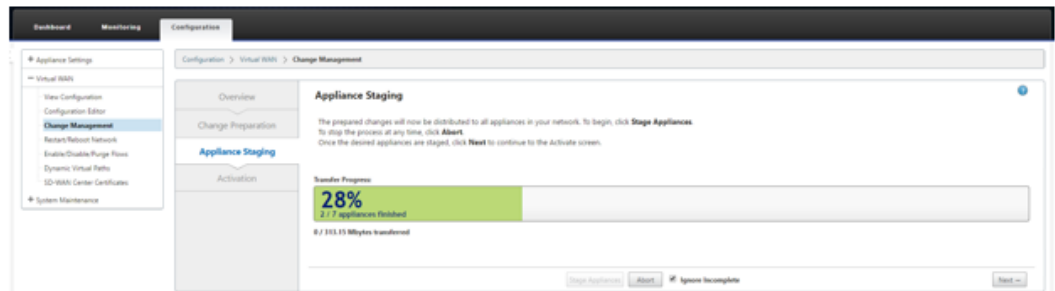 Dashboard Monitoring Configuration
+ Appliance Settings
− Virtual WAN
View Configuration
Configuration Editor
Change Management
Restart/Reboot Network
Enable/Disable/Purge Flows
Dynamic Virtual Paths
SD-WAN Center Certificates
+ System Maintenance
Configuration > Virtual WAN > Change Management
Overview
Change Preparation
Appliance Staging
Activation
Appliance Staging
?
The prepared changes will now be distributed to all appliances in your network. To begin, click Stage Appliances.
To stop the process at any time, click Abort.
Once the desired appliances are staged, click Next to continue to the Activate screen.
Transfer Progress:
28%
2 / 7 appliances finished
0 / 313.15 Mbytes transferred
Stage Appliances Abort Ignore Incomplete Next